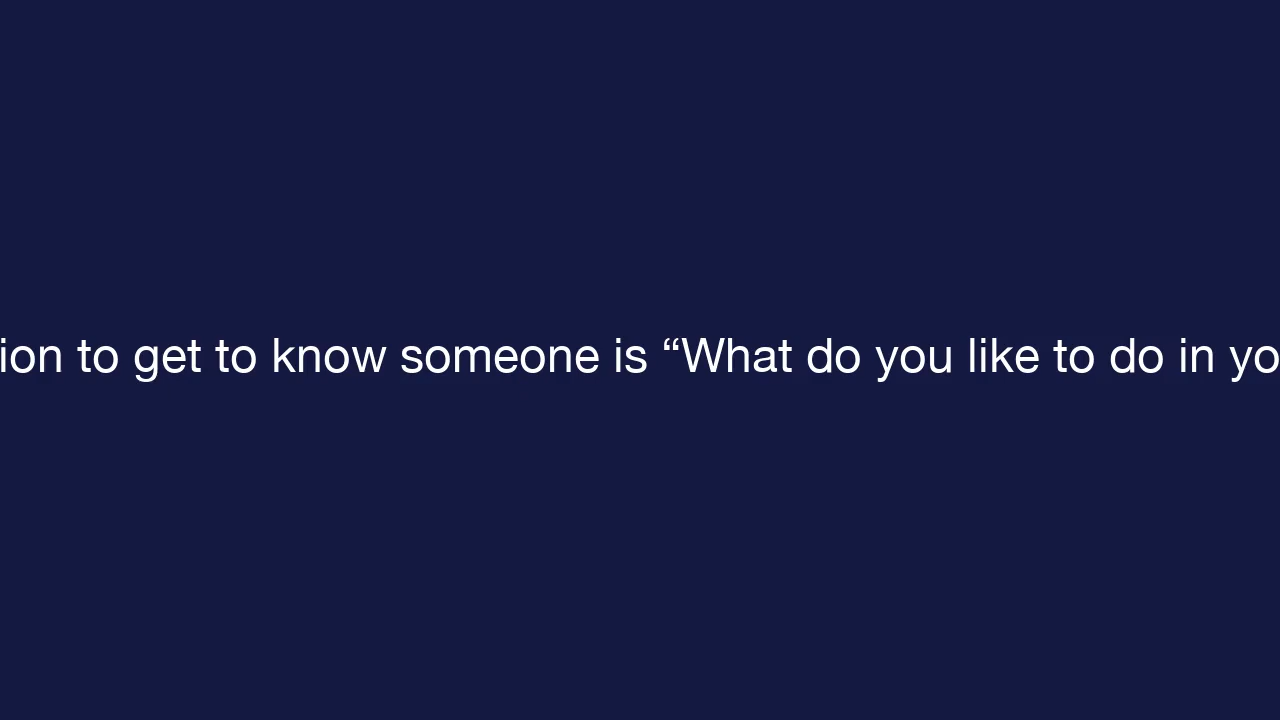 ion to get to know someone is “What do you like to do in yo